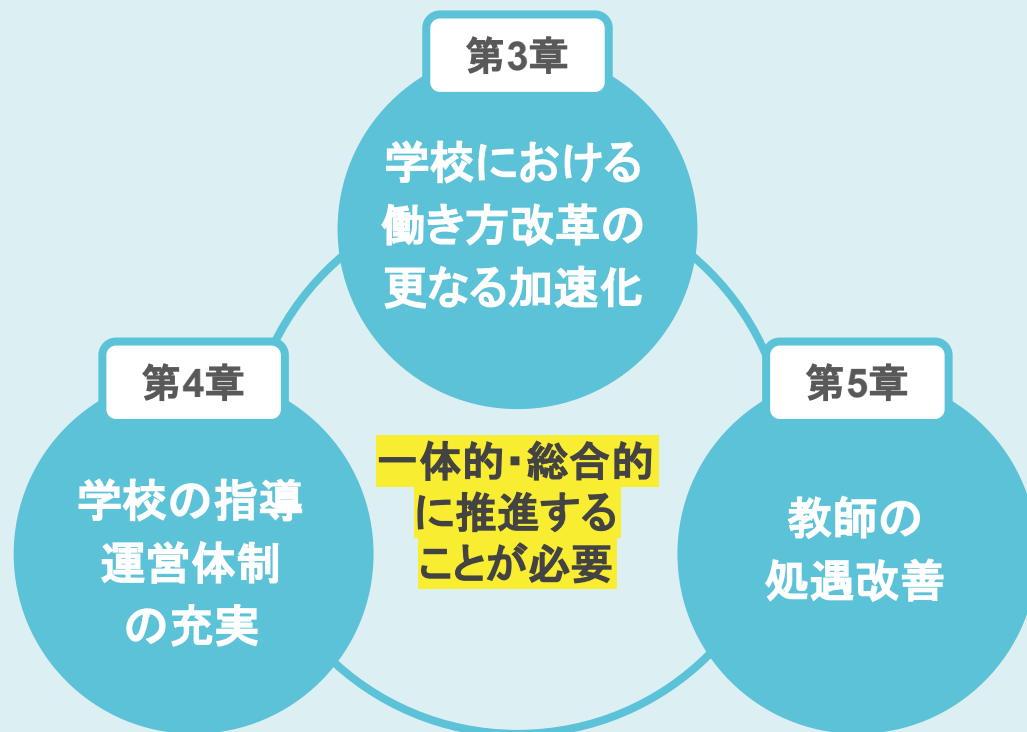 第3章
学校における
働き方改革の
更なる加速化
第4章
学校の指導
運営体制
の充実
第5章
教師の
処遇改善
一体的・総合的
に推進する
ことが必要